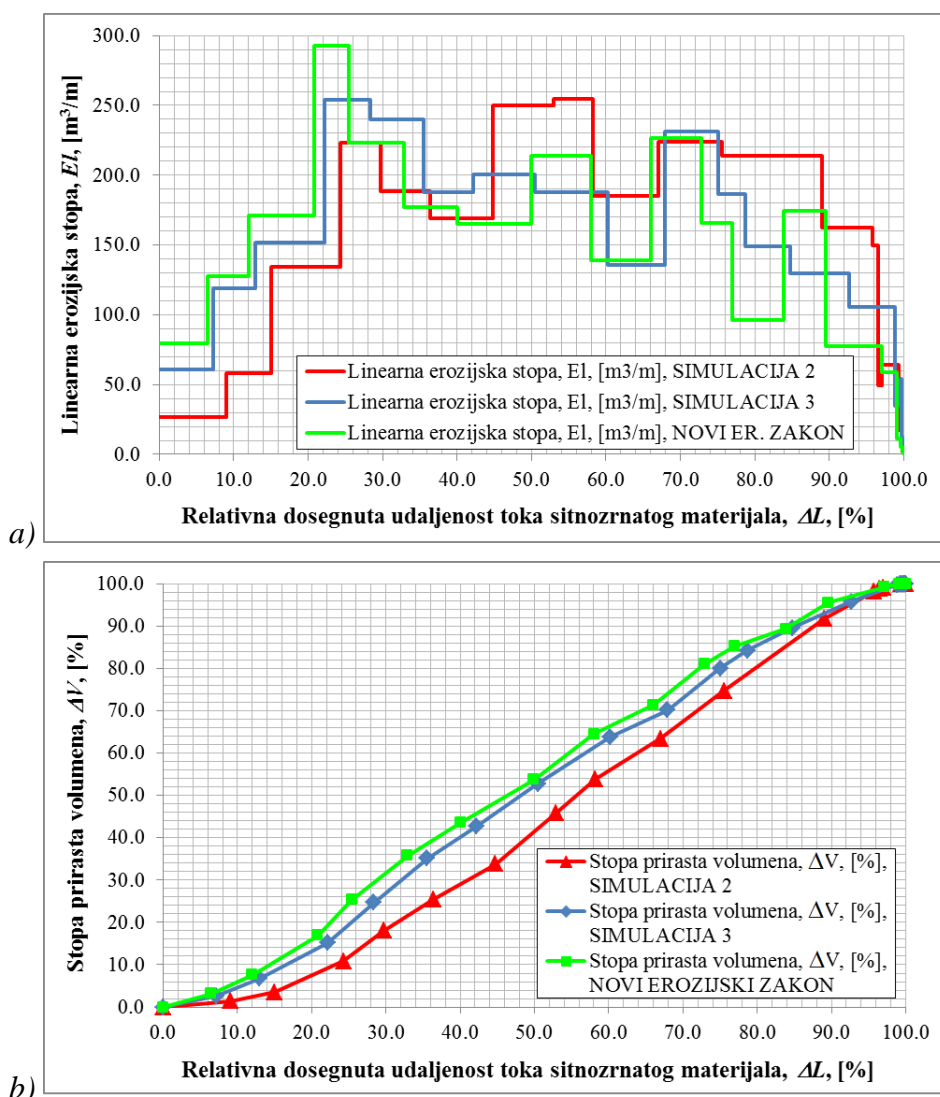 300.0
250.0
200.0
150.0
100.0
50.0
0.0
Linearna erozijska stopa, El, [m³/m]
Linearna erozijska stopa, El, [m3/m], SIMULACIJA 2
Linearna erozijska stopa, El, [m3/m], SIMULACIJA 3
Linearna erozijska stopa, El, [m3/m], NOVI ER. ZAKON
0.0 10.0 20.0 30.0 40.0 50.0 60.0 70.0 80.0 90.0 100.0
Relativna dosegnuta udaljenost toka sitnozrnatog materijala, ΔL, [%]
a)
100.0
90.0
80.0
70.0
60.0
50.0
40.0
30.0
20.0
10.0
0.0
Stopa prirasta volumena, ΔV, [%]
Stopa prirasta volumena, ΔV, [%],
SIMULACIJA 2
Stopa prirasta volumena, ΔV, [%],
SIMULACIJA 3
Stopa prirasta volumena, ΔV, [%],
NOVI EROZIJSKI ZAKON
0.0 10.0 20.0 30.0 40.0 50.0 60.0 70.0 80.0 90.0 100.0
Relativna dosegnuta udaljenost toka sitnozrnatog materijala, ΔL, [%]
b)